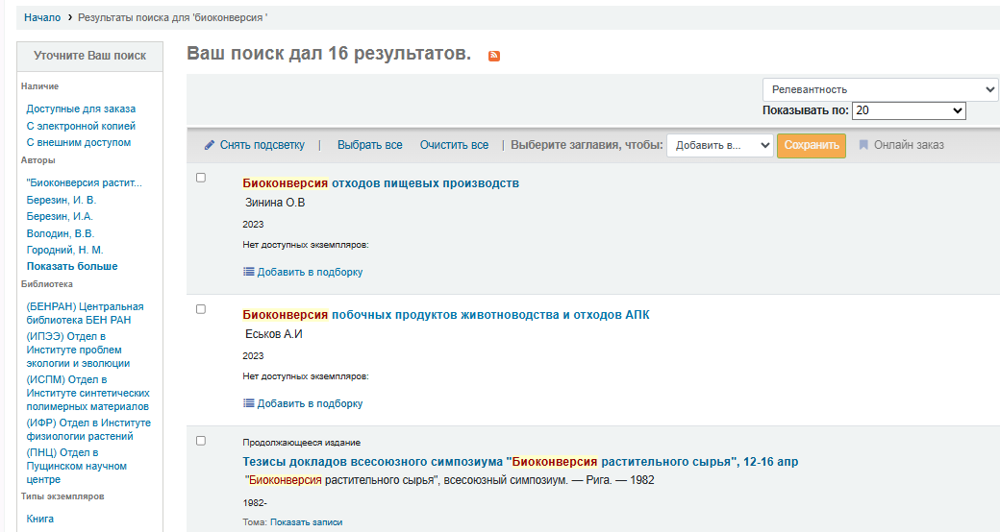 Начало › Результаты поиска для 'биоконверсия '
Уточните Ваш поиск
Наличие
Доступные для заказа
С электронной копией
С внешним доступом
Авторы
"Биоконверсия растит...
Березин, И. В.
Березин, И.А.
Володин, В.В.
Городний, Н. М.
Показать больше
Библиотека
(БЕНРАН) Центральная
библиотека БЕН РАН
(ИПЭЭ) Отдел в
Институте проблем
экологии и эволюции
(ИСПМ) Отдел в
Институте синтетических
полимерных материалов
(ИФР) Отдел в Институте
физиологии растений
(ПНЦ) Отдел в
Пущинском научном
центре
Типы экземпляров
Книга
Ваш поиск дал 16 результатов.
Релевантность
Показывать по: 20
Снять подсветку | Выбрать все Очистить все | Выберите заглавия, чтобы: Добавить в... Сохранить Онлайн заказ
Биоконверсия отходов пищевых производств
Зинина О.В
2023
Нет доступных экземпляров:
Добавить в подборку
Биоконверсия побочных продуктов животноводства и отходов АПК
Еськов А.И
2023
Нет доступных экземпляров:
Добавить в подборку
Продолжающееся издание
Тезисы докладов всесоюзного симпозиума "Биоконверсия растительного сырья", 12-16 апр
"Биоконверсия растительного сырья", всесоюзный симпозиум. — Рига. — 1982
1982-
Тома: Показать записи